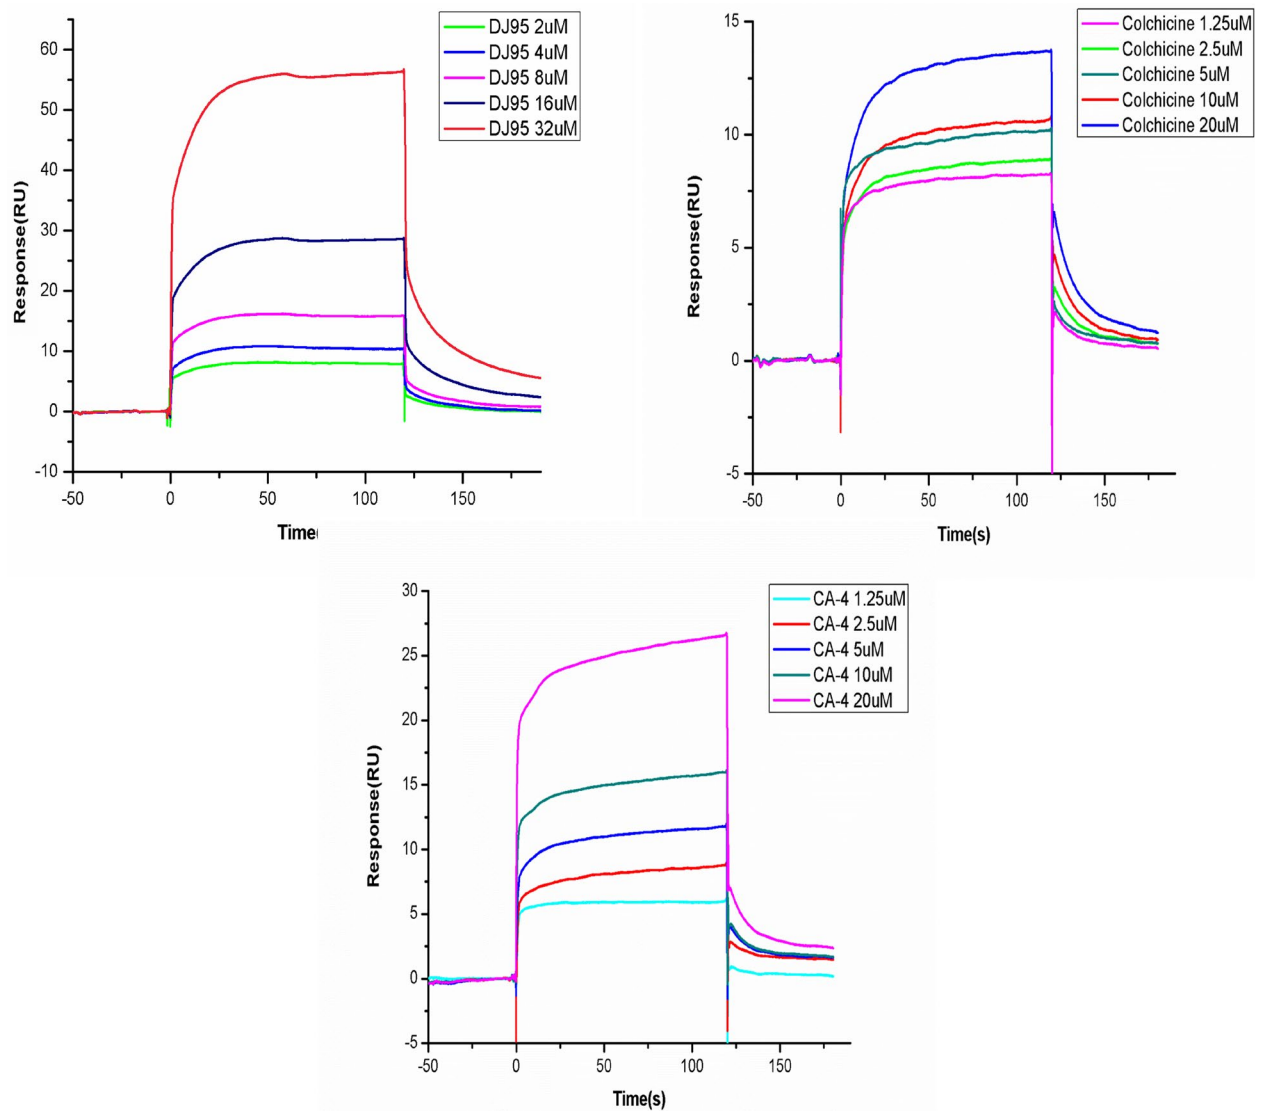 DJ95 2uM
DJ95 4uM
DJ95 8uM
DJ95 16uM
DJ95 32uM
60
50
40
30
20
10
0
-10
Response(RU)
-50 0 50 100 150
Time(
Colchicine 1.25uM
Colchicine 2.5uM
Colchicine 5uM
Colchicine 10uM
Colchicine 20uM
15
10
5
0
-5
Response(RU)
-50 0 50 100 150
Time(s)
CA-4 1.25uM
CA-4 2.5uM
CA-4 5uM
CA-4 10uM
CA-4 20uM
30
25
20
15
10
5
0
-5
Response(RU)
-50 0 50 100 150
Time(s)